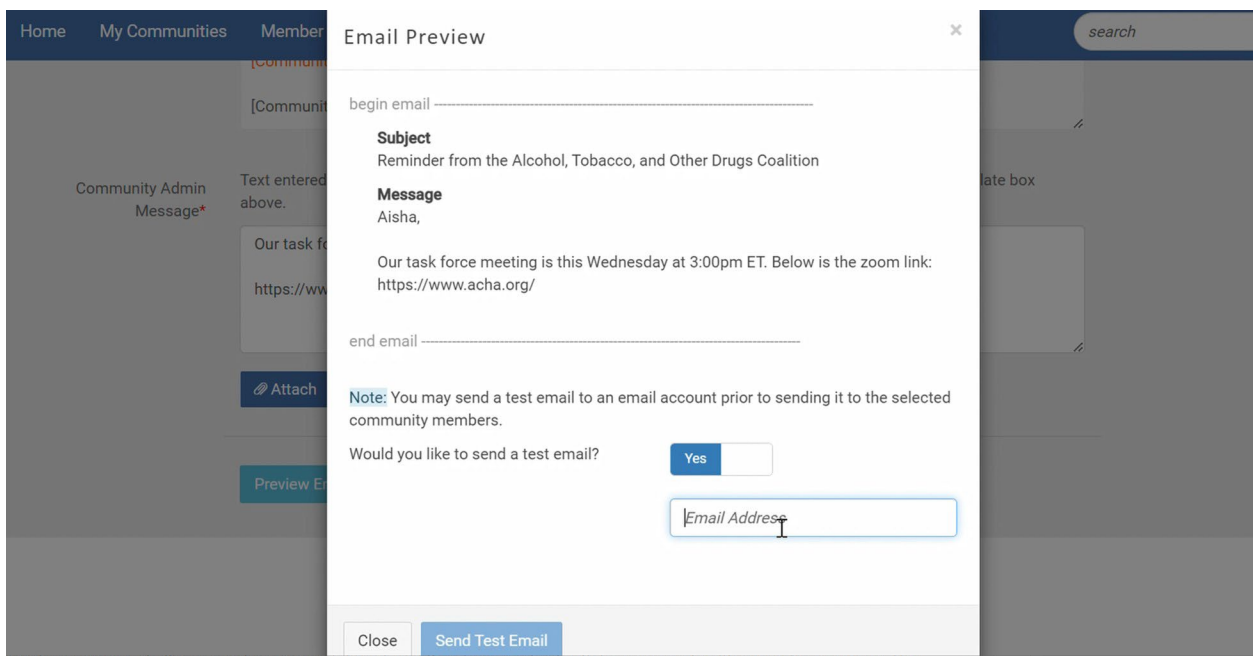 Home My Communities Member search
Email Preview ×
[Communit
[Communit
begin email
Subject
Reminder from the Alcohol, Tobacco, and Other Drugs Coalition
Message
Aisha,
Our task force meeting is this Wednesday at 3:00pm ET. Below is the zoom link:
https://www.acha.org/
end email
Community Admin
Message*
Text entered late box
above.
Our task fo
https://ww
Attach
Preview Em
Note: You may send a test email to an email account prior to sending it to the selected
community members.
Would you like to send a test email? Yes
Email Address
Close Send Test Email